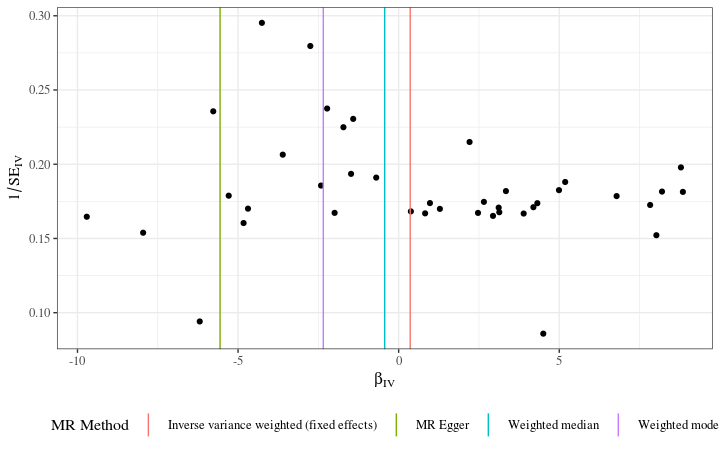 0.30
0.25
0.20
0.15
0.10
1/SE_IV
-10 -5 0 5
β_IV
MR Method Inverse variance weighted (fixed effects) MR Egger Weighted median Weighted mode